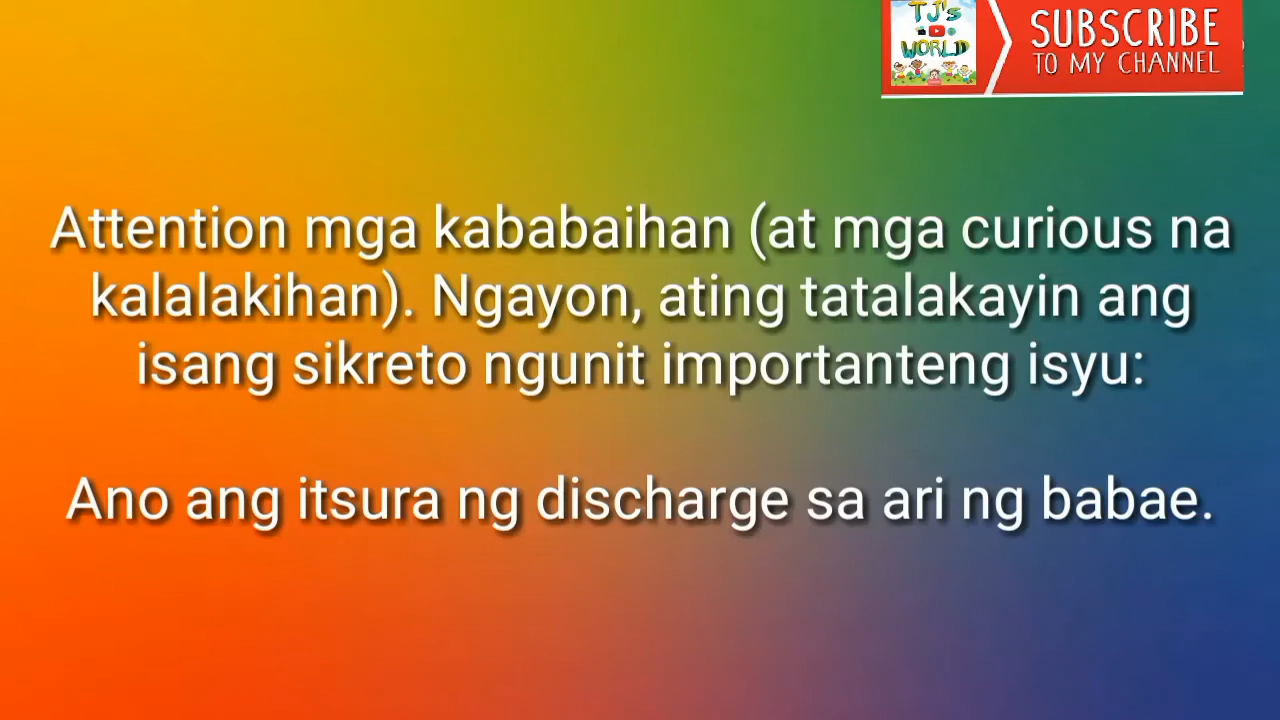 TJ's
WORLD
SUBSCRIBE
TO MY CHANNEL
Attention mga kababaihan (at mga curious na
kalalakihan). Ngayon, ating tatalakayin ang
isang sikreto ngunit importanteng isyu:
Ano ang itsura ng discharge sa ari ng babae.